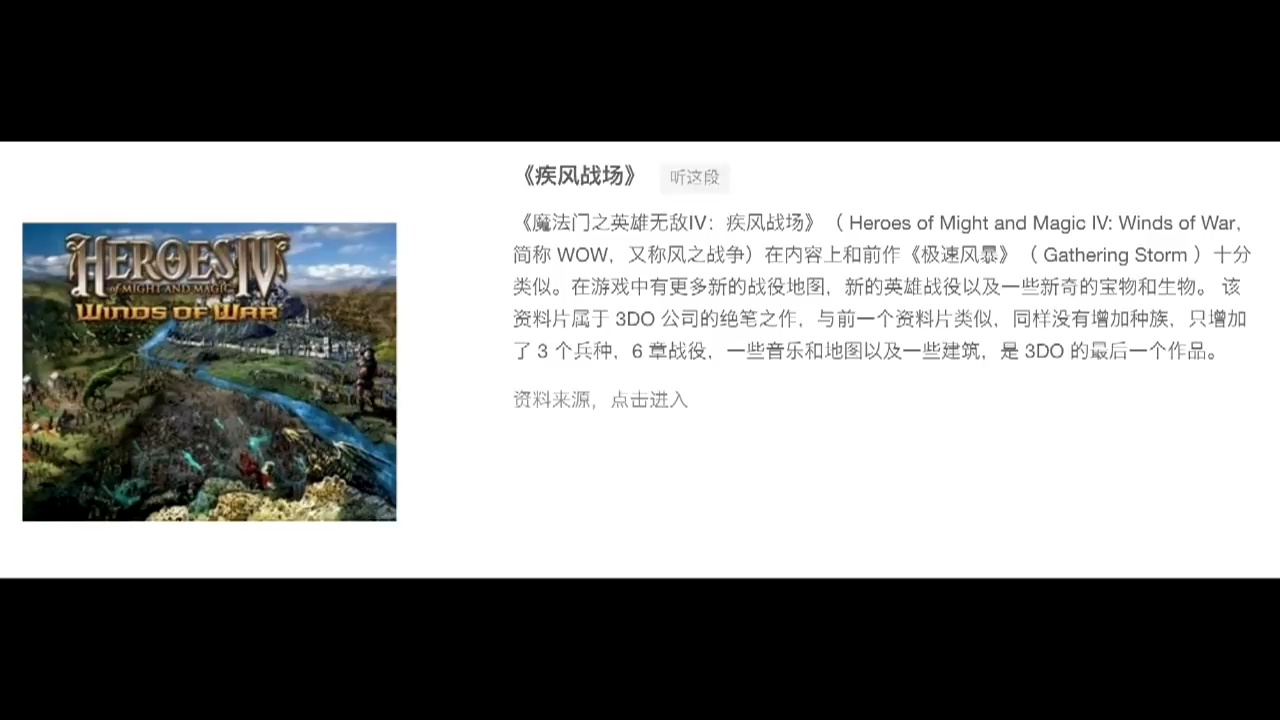 HEROES IV
of MIGHT AND MAGIC
WINDS OF WAR
《疾风战场》 听这段
《魔法门之英雄无敌IV：疾风战场》（ Heroes of Might and Magic IV: Winds of War,
简称 WOW，又称风之战争）在内容上和前作《极速风暴》（ Gathering Storm ）十分
类似。在游戏中有更多新的战役地图，新的英雄战役以及一些新奇的宝物和生物。 该
资料片属于 3DO 公司的绝笔之作，与前一个资料片类似，同样没有增加种族，只增加
了 3 个兵种，6 章战役，一些音乐和地图以及一些建筑，是 3DO 的最后一个作品。
资料来源，点击进入